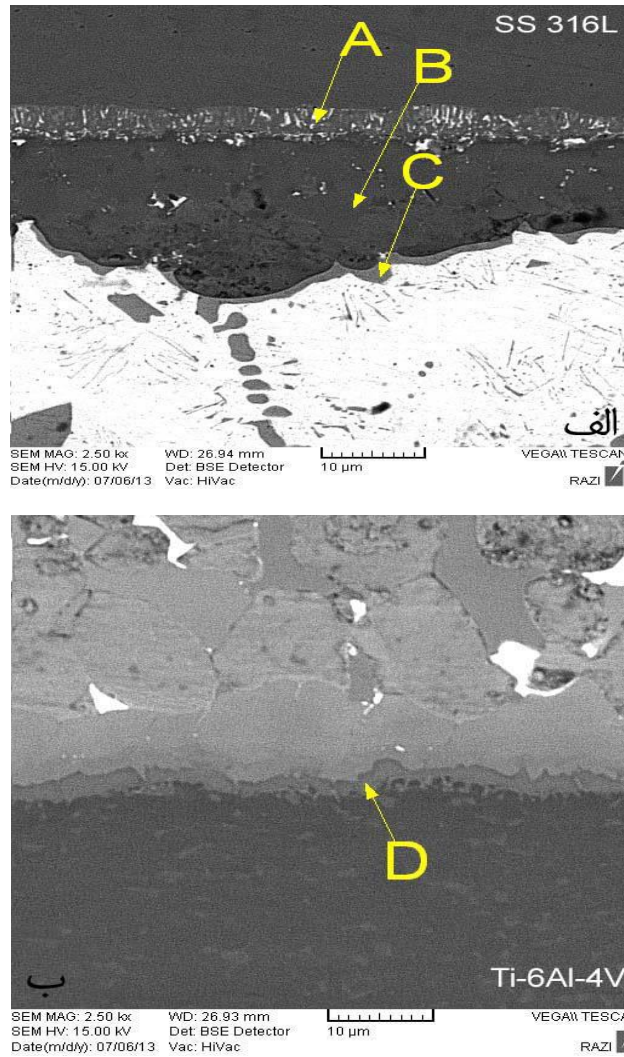 SS 316L
A
B
C
الف
SEM MAG: 2.50 kx WD: 26.94 mm VEGA\\ TESCAN
SEM HV: 15.00 kV Det: BSE Detector 10 µm
Date(m/d/y): 07/06/13 Vac: HiVac RAZI
D
ب
Ti-6Al-4V
SEM MAG: 2.50 kx WD: 26.93 mm VEGA\\ TESCAN
SEM HV: 15.00 kV Det: BSE Detector 10 µm
Date(m/d/y): 07/06/13 Vac: HiVac RAZI